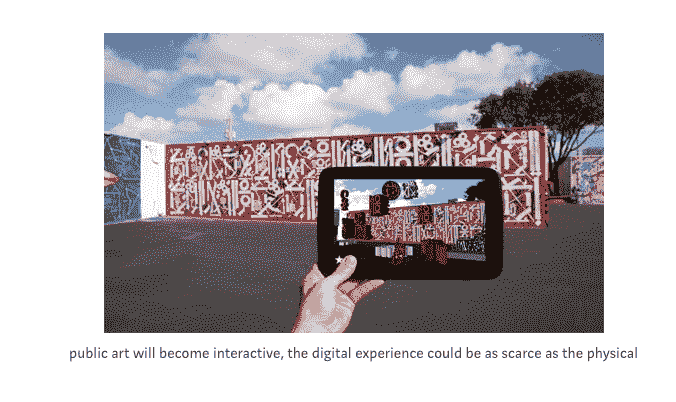 public art will become interactive, the digital experience could be as scarce as the physical